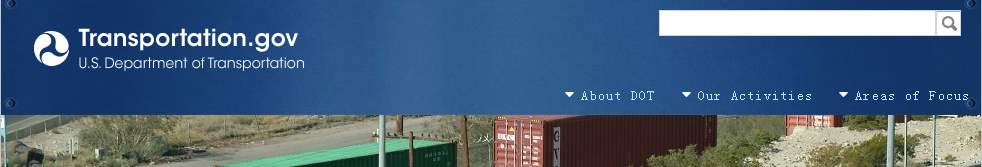 Transportation.gov
U.S. Department of Transportation
About DOT Our Activities Areas of Focus